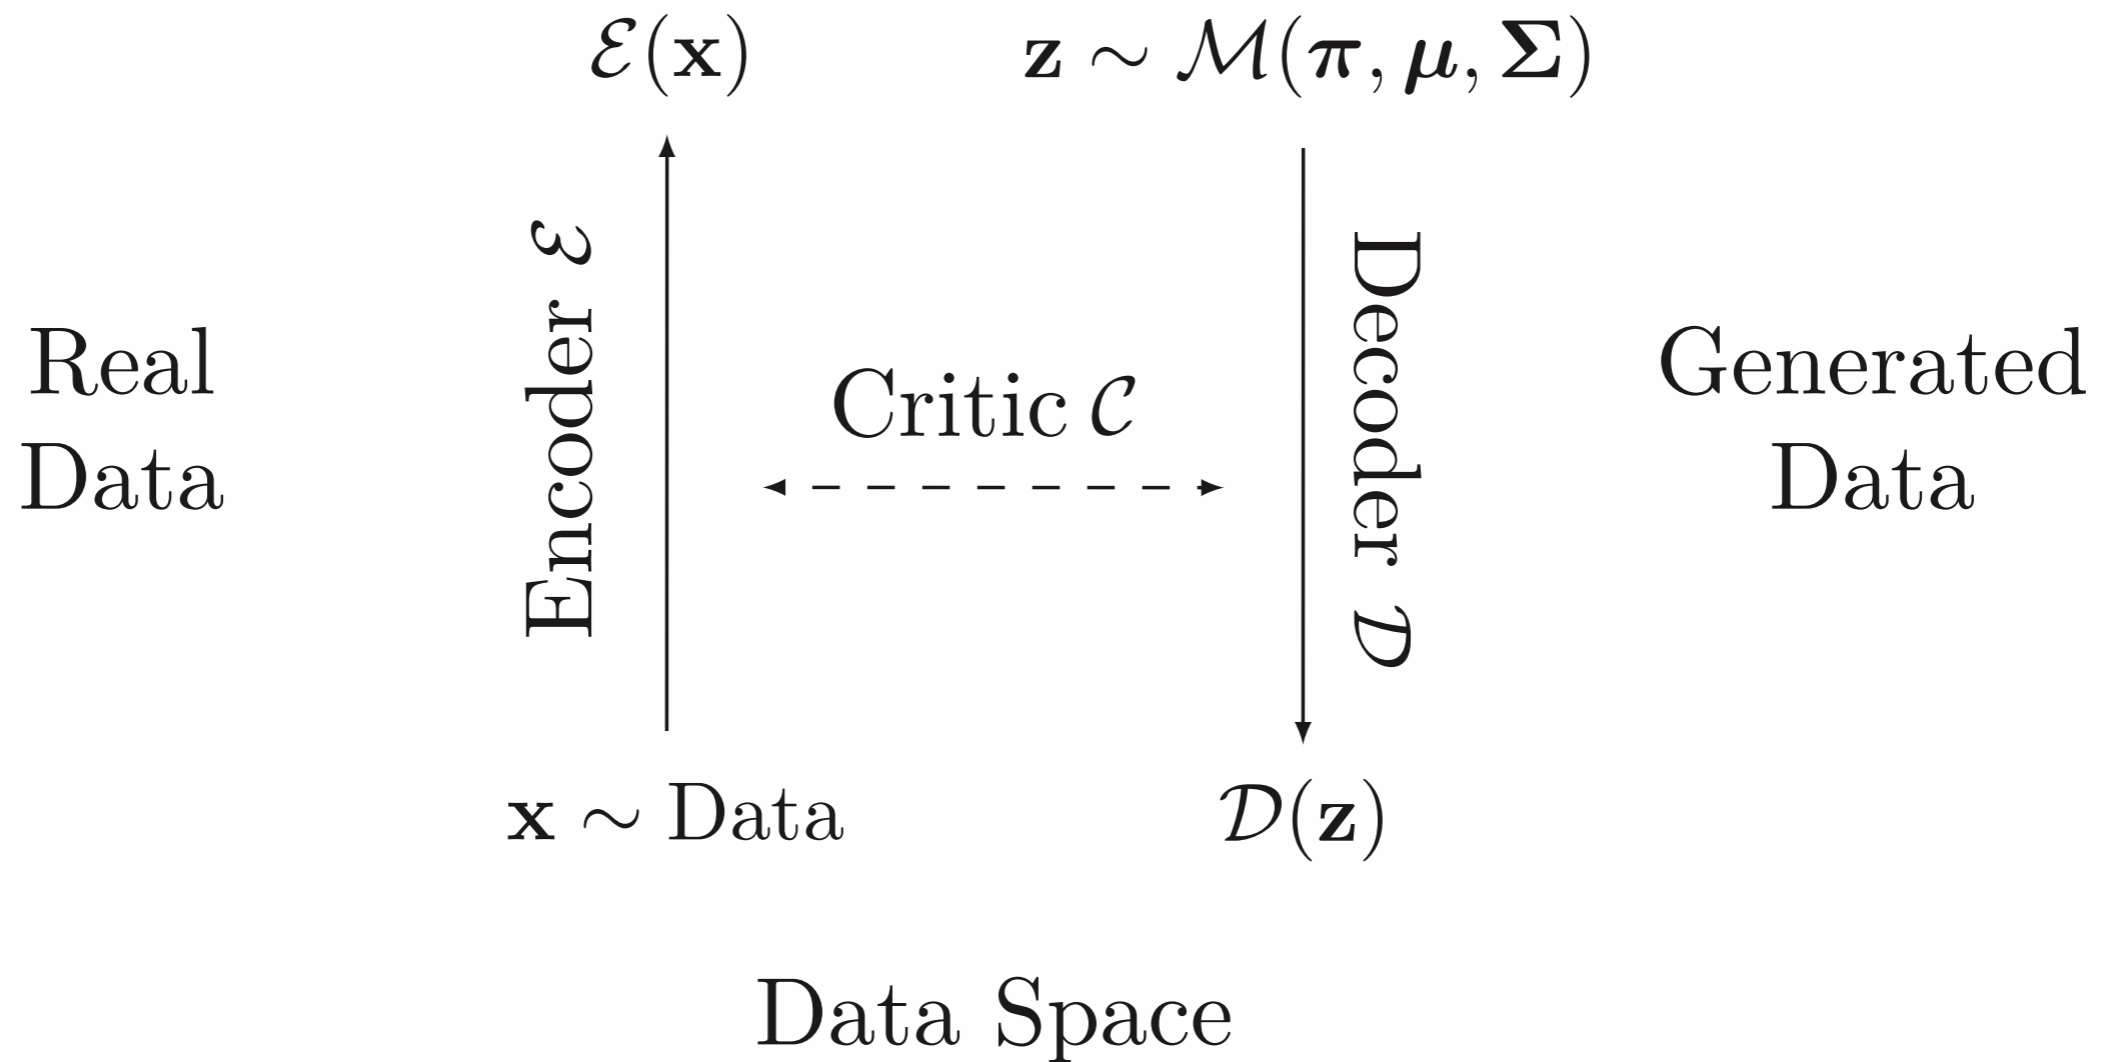 ℰ(𝐱)
𝐳 ∼ ℳ(𝝅, 𝝁, 𝚺)
Real
Data
Encoder ℰ
Critic 𝒞
Decoder 𝒟
Generated
Data
𝐱 ∼ Data
𝒟(𝐳)
Data Space